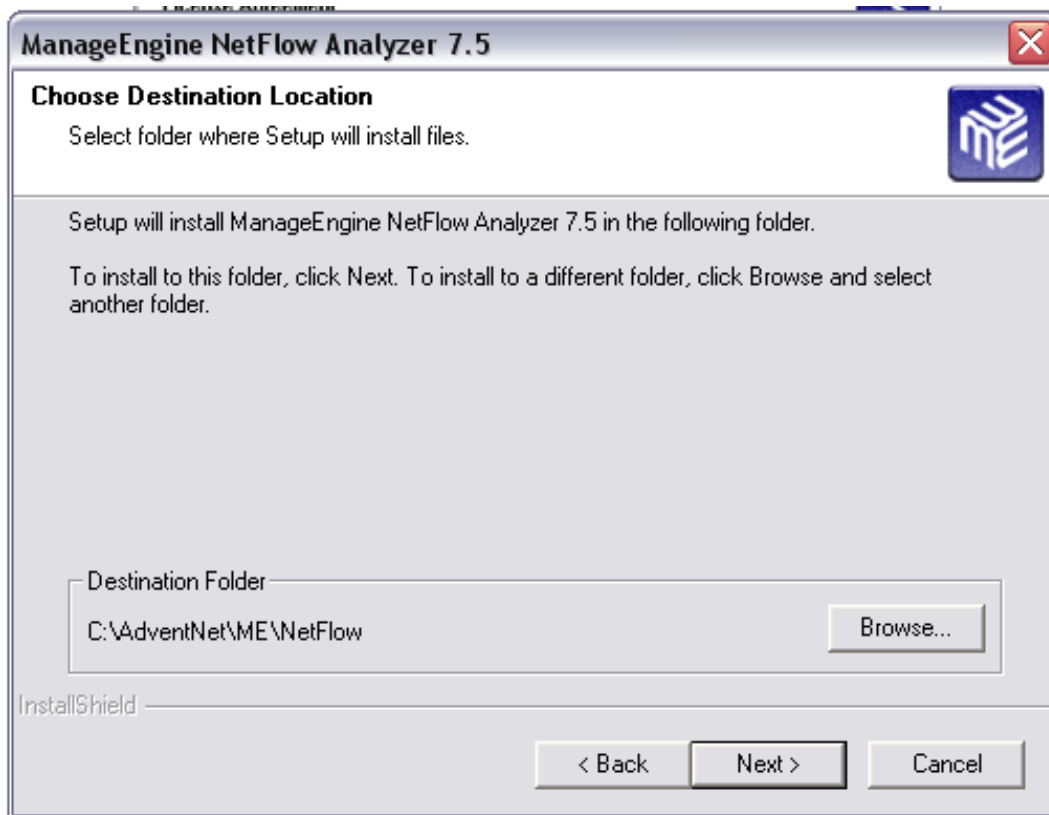 License Agreement
ManageEngine NetFlow Analyzer 7.5
Choose Destination Location
Select folder where Setup will install files.
Setup will install ManageEngine NetFlow Analyzer 7.5 in the following folder.
To install to this folder, click Next. To install to a different folder, click Browse and select
another folder.
Destination Folder
C:\AdventNet\ME\NetFlow
Browse...
InstallShield
< Back
Next >
Cancel